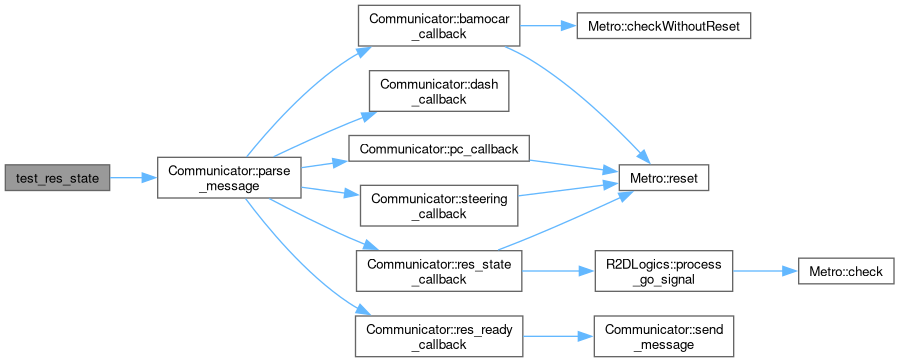 test_res_state
Communicator::parse
_message
Communicator::bamocar
_callback
Communicator::dash
_callback
Communicator::pc_callback
Communicator::steering
_callback
Communicator::res_state
_callback
Communicator::res_ready
_callback
Metro::checkWithoutReset
Metro::reset
R2DLogics::process
_go_signal
Communicator::send
_message
Metro::check